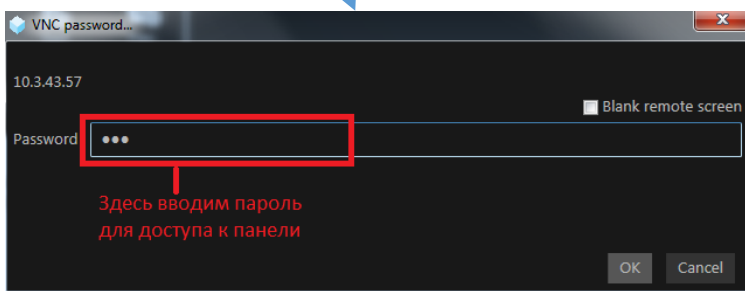 VNC password...
10.3.43.57
Blank remote screen
Password
Здесь вводим пароль
для доступа к панели
OK Cancel